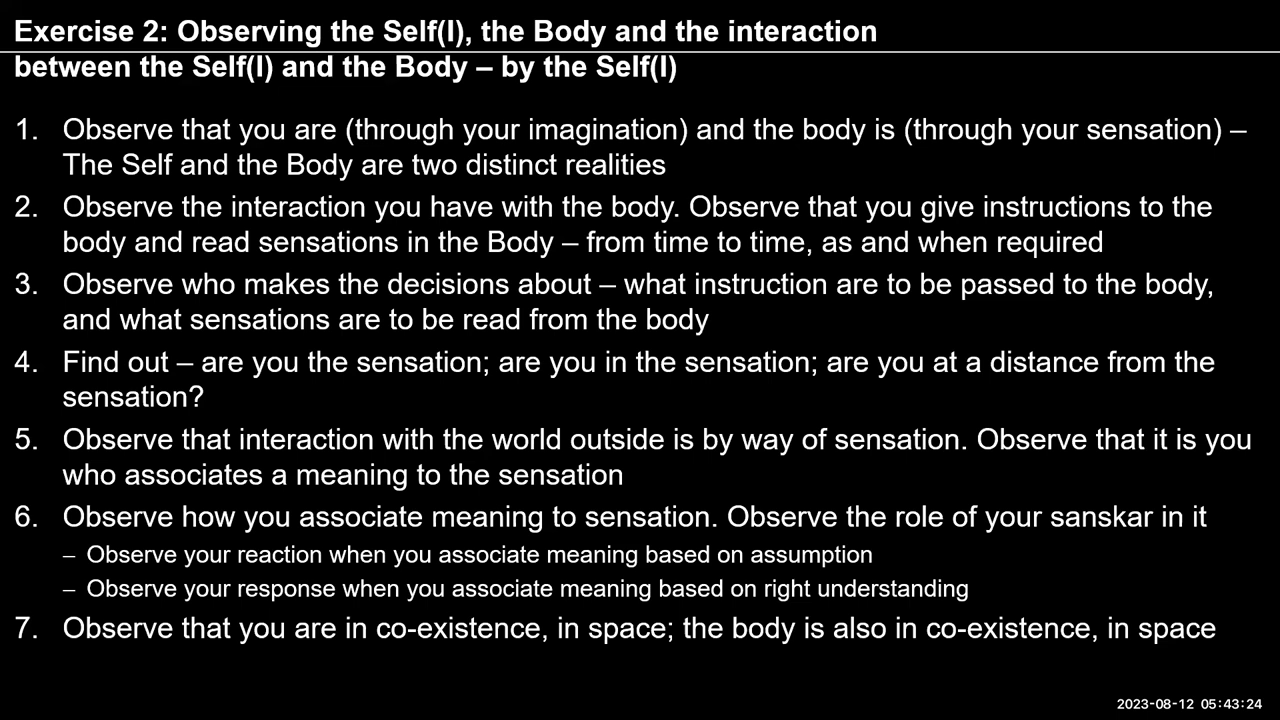 Exercise 2: Observing the Self(I), the Body and the interaction
between the Self(I) and the Body – by the Self(I)
1. Observe that you are (through your imagination) and the body is (through your sensation) –
The Self and the Body are two distinct realities
2. Observe the interaction you have with the body. Observe that you give instructions to the
body and read sensations in the Body – from time to time, as and when required
3. Observe who makes the decisions about – what instruction are to be passed to the body,
and what sensations are to be read from the body
4. Find out – are you the sensation; are you in the sensation; are you at a distance from the
sensation?
5. Observe that interaction with the world outside is by way of sensation. Observe that it is you
who associates a meaning to the sensation
6. Observe how you associate meaning to sensation. Observe the role of your sanskar in it
– Observe your reaction when you associate meaning based on assumption
– Observe your response when you associate meaning based on right understanding
7. Observe that you are in co-existence, in space; the body is also in co-existence, in space
2023-08-12 05:43:24